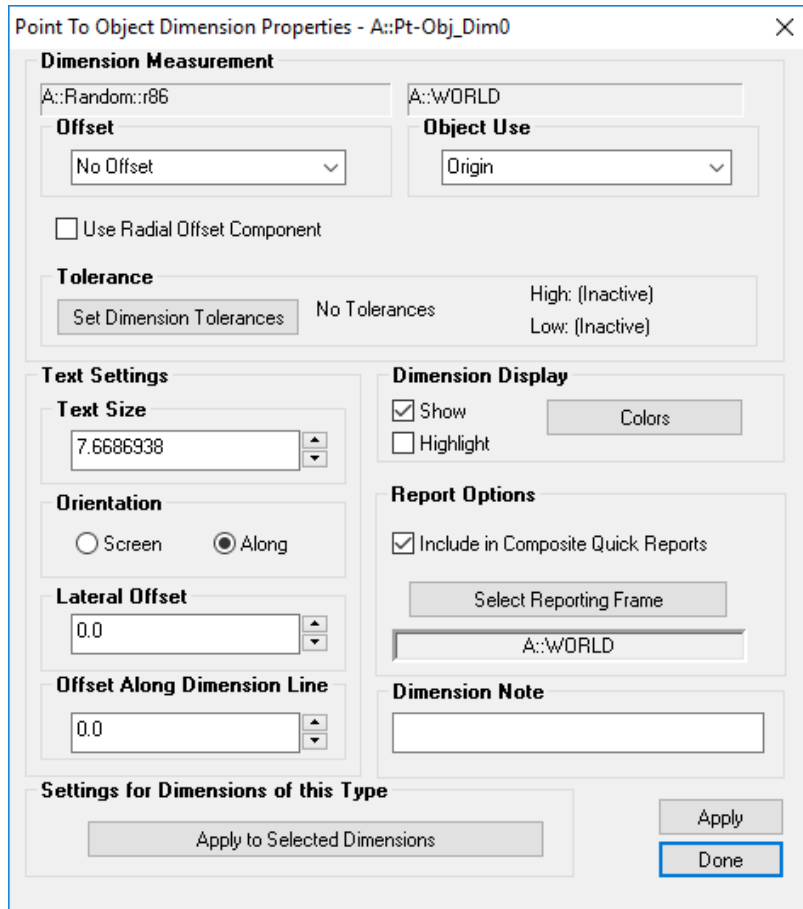 Point To Object Dimension Properties - A::Pt-Obj_Dim0
Dimension Measurement
A::Random::r86
A::WORLD
Offset
No Offset
Object Use
Origin
Use Radial Offset Component
Tolerance
Set Dimension Tolerances
No Tolerances
High: (Inactive)
Low: (Inactive)
Text Settings
Text Size
7.6686938
Orientation
Screen
Along
Lateral Offset
0.0
Offset Along Dimension Line
0.0
Dimension Display
Show
Highlight
Colors
Report Options
Include in Composite Quick Reports
Select Reporting Frame
A::WORLD
Dimension Note
Settings for Dimensions of this Type
Apply to Selected Dimensions
Apply
Done